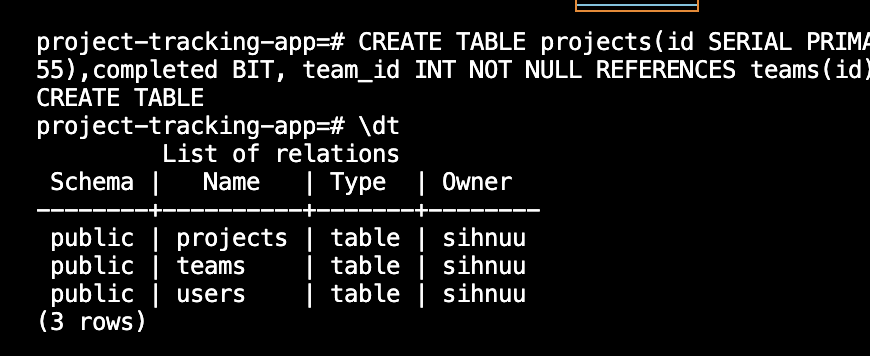 project-tracking-app=# CREATE TABLE projects(id SERIAL PRIMA
55),completed BIT, team_id INT NOT NULL REFERENCES teams(id)
CREATE TABLE
project-tracking-app=# \dt
List of relations
Schema | Name | Type | Owner
--------+----------+-------+--------
public | projects | table | sihnuu
public | teams | table | sihnuu
public | users | table | sihnuu
(3 rows)